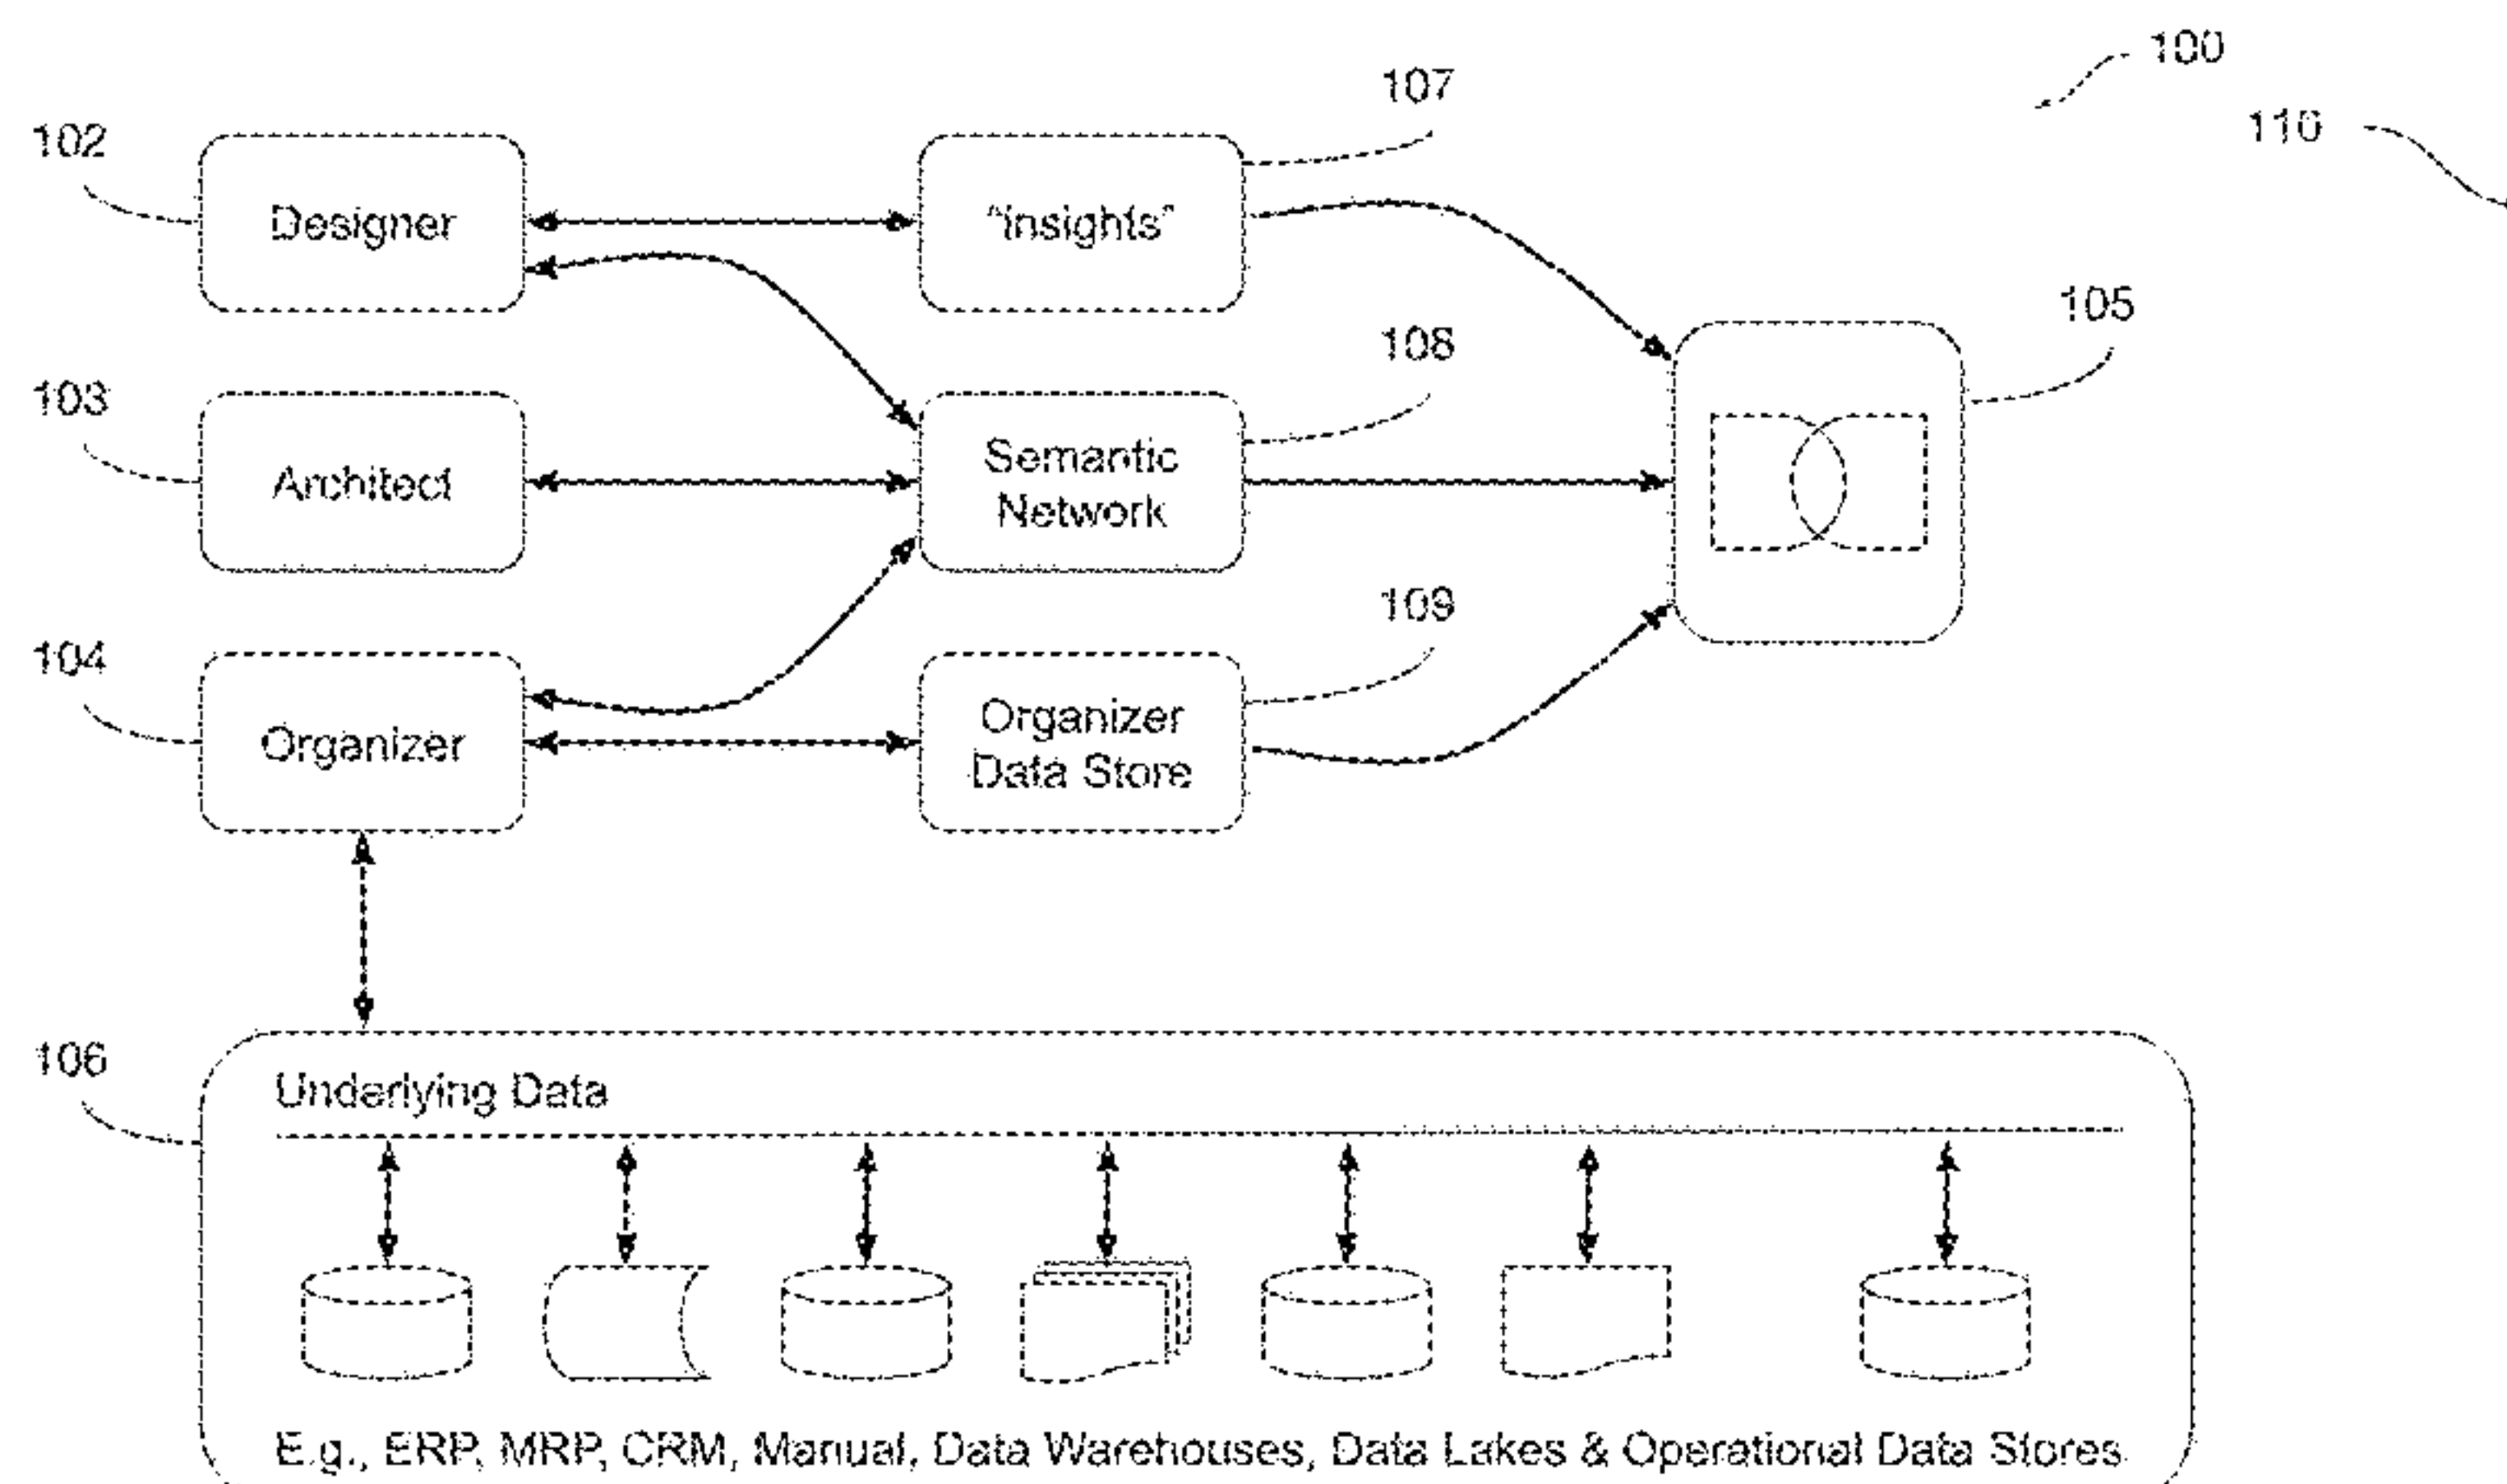 100
107
110
102
Designer
"Insights"
105
108
103
Architect
Semantic
Network
109
104
Organizer
Organizer
Data Store
106
Underlying Data
E.g., ERP, MRP, CRM, Manual, Data Warehouses, Data Lakes & Operational Data Stores